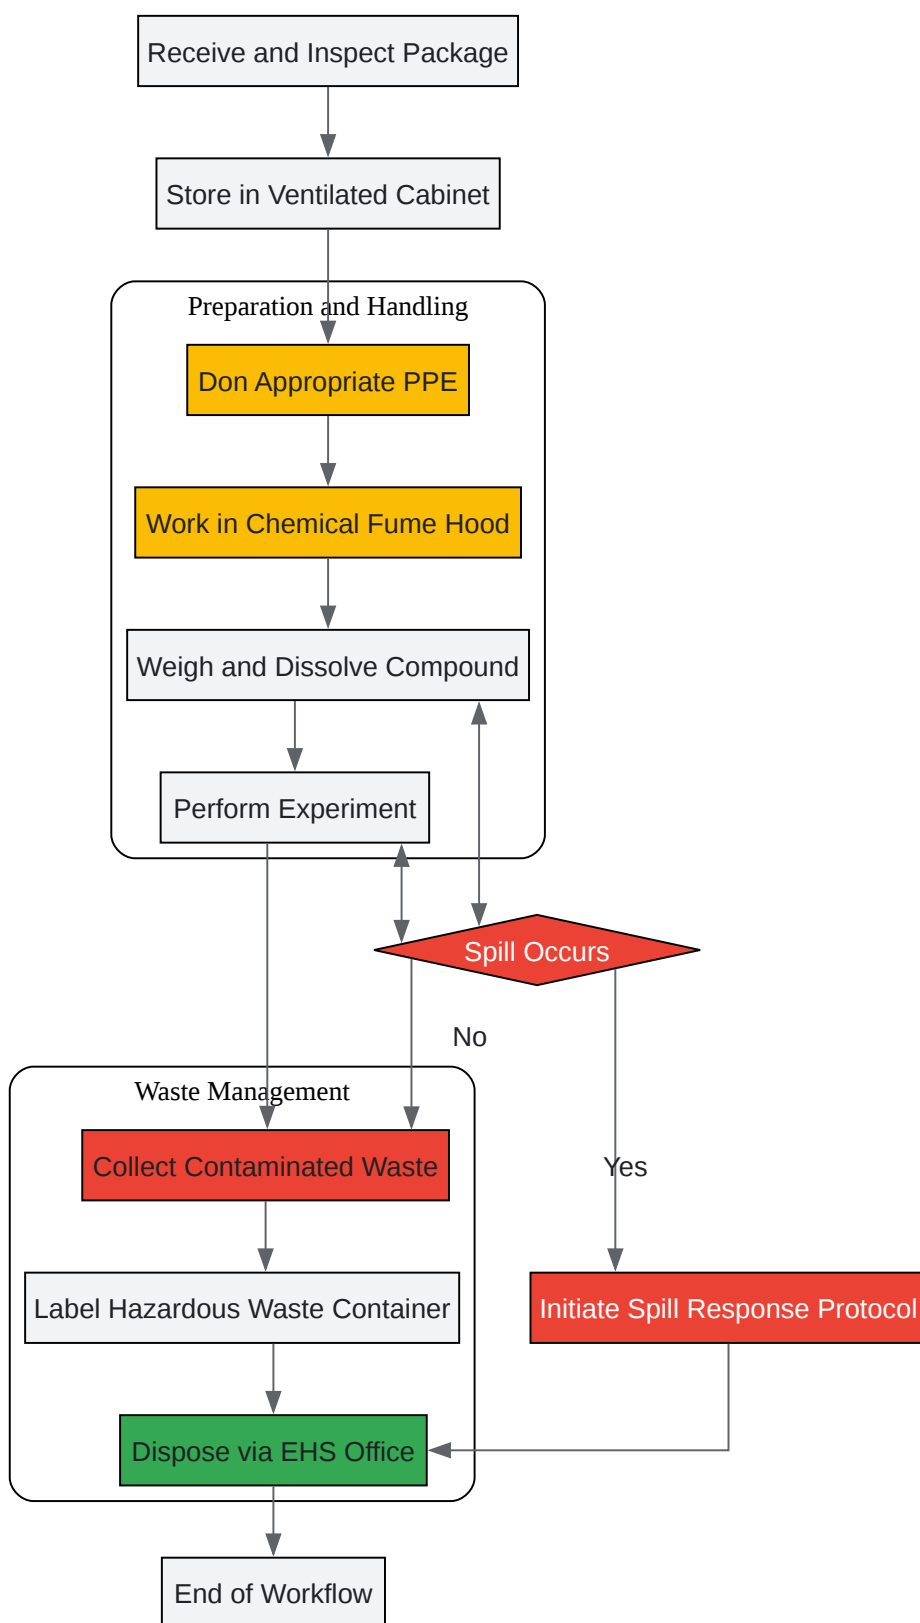 Receive and Inspect Package
Store in Ventilated Cabinet
Preparation and Handling
Don Appropriate PPE
Work in Chemical Fume Hood
Weigh and Dissolve Compound
Perform Experiment
Spill Occurs
No
Waste Management
Collect Contaminated Waste
Yes
Label Hazardous Waste Container
Initiate Spill Response Protocol
Dispose via EHS Office
End of Workflow